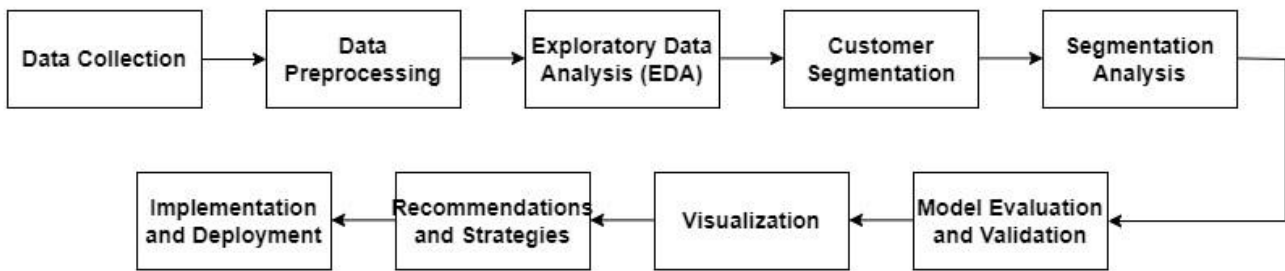 Data Collection
Data
Preprocessing
Exploratory Data
Analysis (EDA)
Customer
Segmentation
Segmentation
Analysis
Implementation
and Deployment
Recommendations
and Strategies
Visualization
Model Evaluation
and Validation